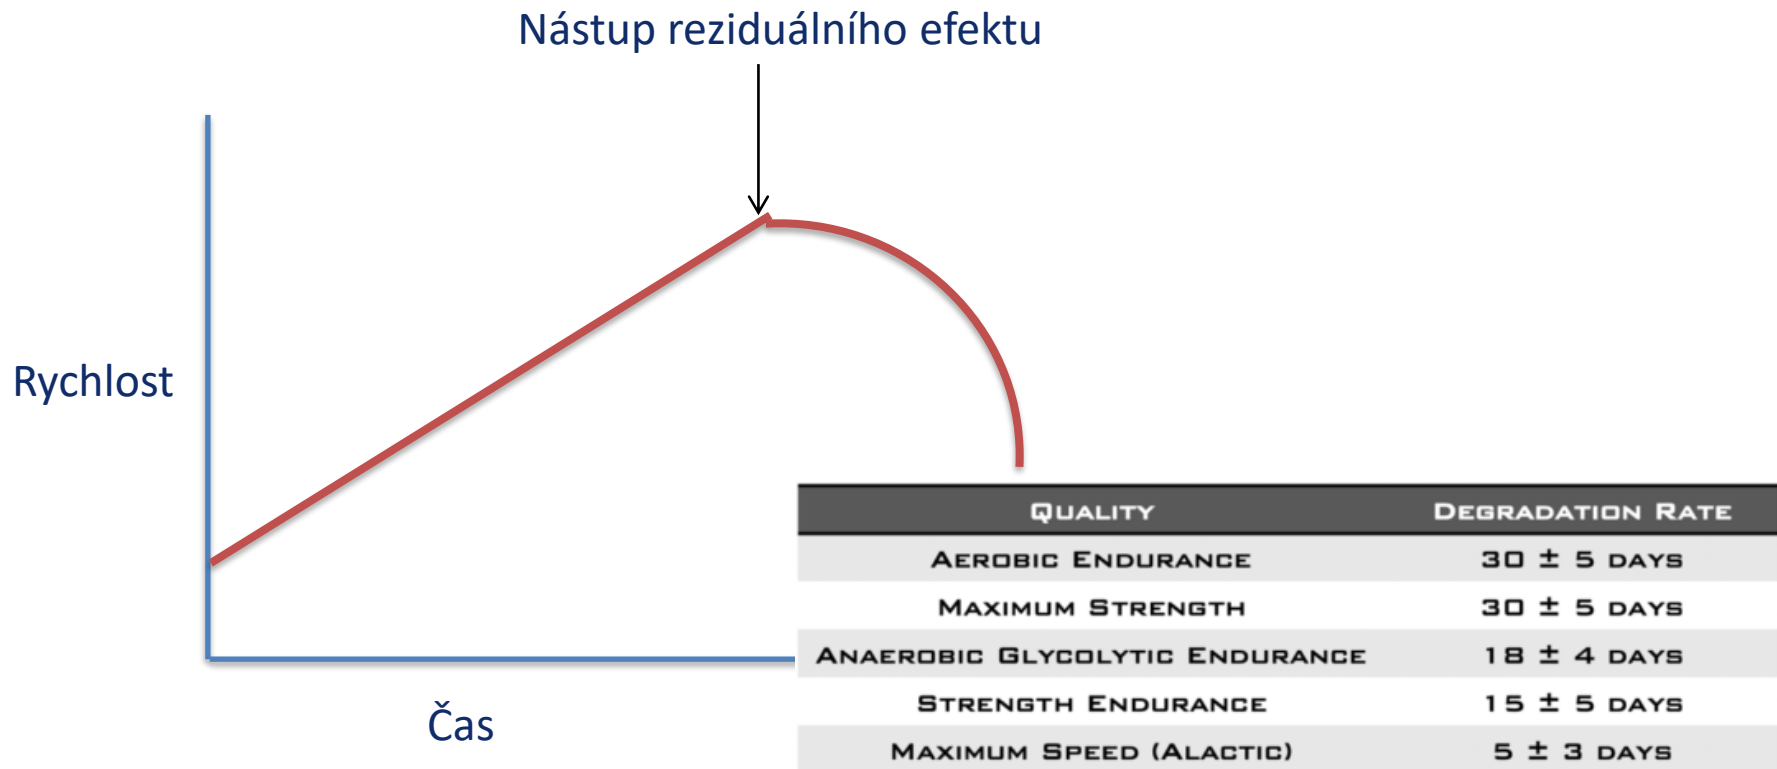 Nástup reziduálního efektu
Rychlost
Čas
QUALITY DEGRADATION RATE
AEROBIC ENDURANCE 30 ± 5 DAYS
MAXIMUM STRENGTH 30 ± 5 DAYS
ANAEROBIC GLYCOLYTIC ENDURANCE 18 ± 4 DAYS
STRENGTH ENDURANCE 15 ± 5 DAYS
MAXIMUM SPEED (ALACTIC) 5 ± 3 DAYS